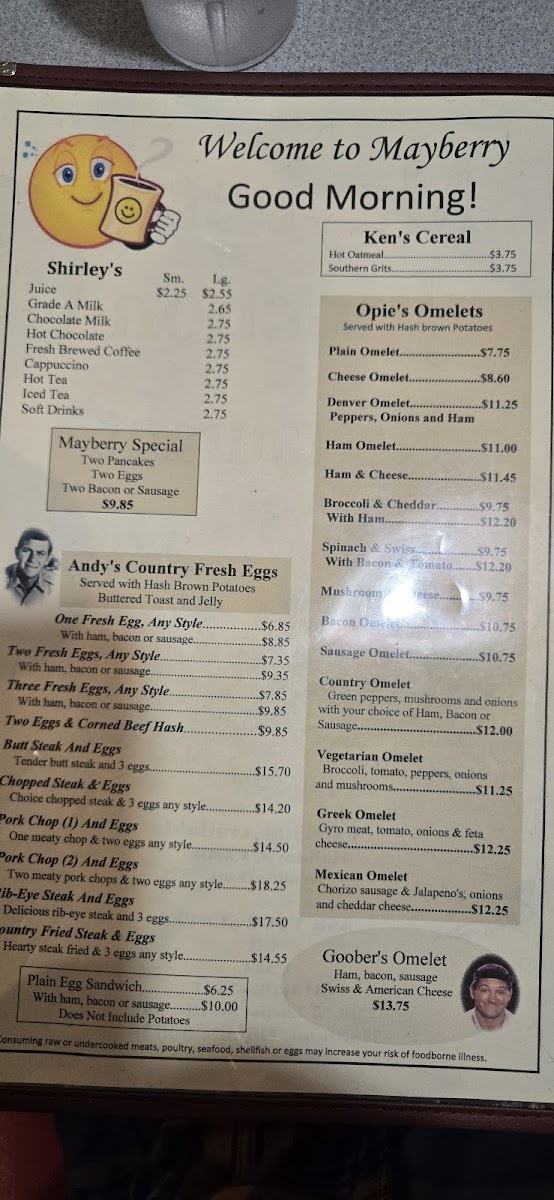 Welcome to Mayberry
Good Morning!
Shirley's
Sm. Lg.
Juice $2.25 $2.55
Grade A Milk 2.65
Chocolate Milk 2.75
Hot Chocolate 2.75
Fresh Brewed Coffee 2.75
Cappuccino 2.75
Hot Tea 2.75
Iced Tea 2.75
Soft Drinks 2.75
Mayberry Special
Two Pancakes
Two Eggs
Two Bacon or Sausage
$9.85
Andy's Country Fresh Eggs
Served with Hash Brown Potatoes
Buttered Toast and Jelly
One Fresh Egg, Any Style...................$6.85
With ham, bacon or sausage......................$8.85
Two Fresh Eggs, Any Style.........................$7.35
With ham, bacon or sausage............................$9.35
Three Fresh Eggs, Any Style......................$7.85
With ham, bacon or sausage............................$9.85
Two Eggs & Corned Beef Hash.................$9.85
Butt Steak And Eggs
Tender butt steak and 3 eggs............................$15.70
Chopped Steak & Eggs
Choice chopped steak & 3 eggs any style.............$14.20
Pork Chop (1) And Eggs
One meaty chop & two eggs any style................$14.50
Pork Chop (2) And Eggs
Two meaty pork chops & two eggs any style........$18.25
ib-Eye Steak And Eggs
Delicious rib-eye steak and 3 eggs......................$17.50
ountry Fried Steak & Eggs
Hearty steak fried & 3 eggs any style...................$14.55
Plain Egg Sandwich.....................$6.25
With ham, bacon or sausage.........$10.00
Does Not Include Potatoes
Ken's Cereal
Hot Oatmeal.......................................$3.75
Southern Grits....................................$3.75
Opie's Omelets
Served with Hash brown Potatoes
Plain Omelet........................$7.75
Cheese Omelet.....................$8.60
Denver Omelet.....................$11.25
Peppers, Onions and Ham
Ham Omelet.........................$11.00
Ham & Cheese.....................$11.45
Broccoli & Cheddar............$9.75
With Ham...........................$12.20
Spinach & Swiss..................$9.75
With Bacon & Tomato.......$12.20
Mushroom $9.75
Bacon Omelet......................$10.75
Sausage Omelet....................$10.75
Country Omelet
Green peppers, mushrooms and onions
with your choice of Ham, Bacon or
Sausage...................................$12.00
Vegetarian Omelet
Broccoli, tomato, peppers, onions
and mushrooms.......................$11.25
Greek Omelet
Gyro meat, tomato, onions & feta
cheese......................................$12.25
Mexican Omelet
Chorizo sausage & Jalapeno's, onions
and cheddar cheese..................$12.25
Goober's Omelet
Ham, bacon, sausage
Swiss & American Cheese
$13.75
Consuming raw or undercooked meats, poultry, seafood, shellfish or eggs may increase your risk of foodborne illness.